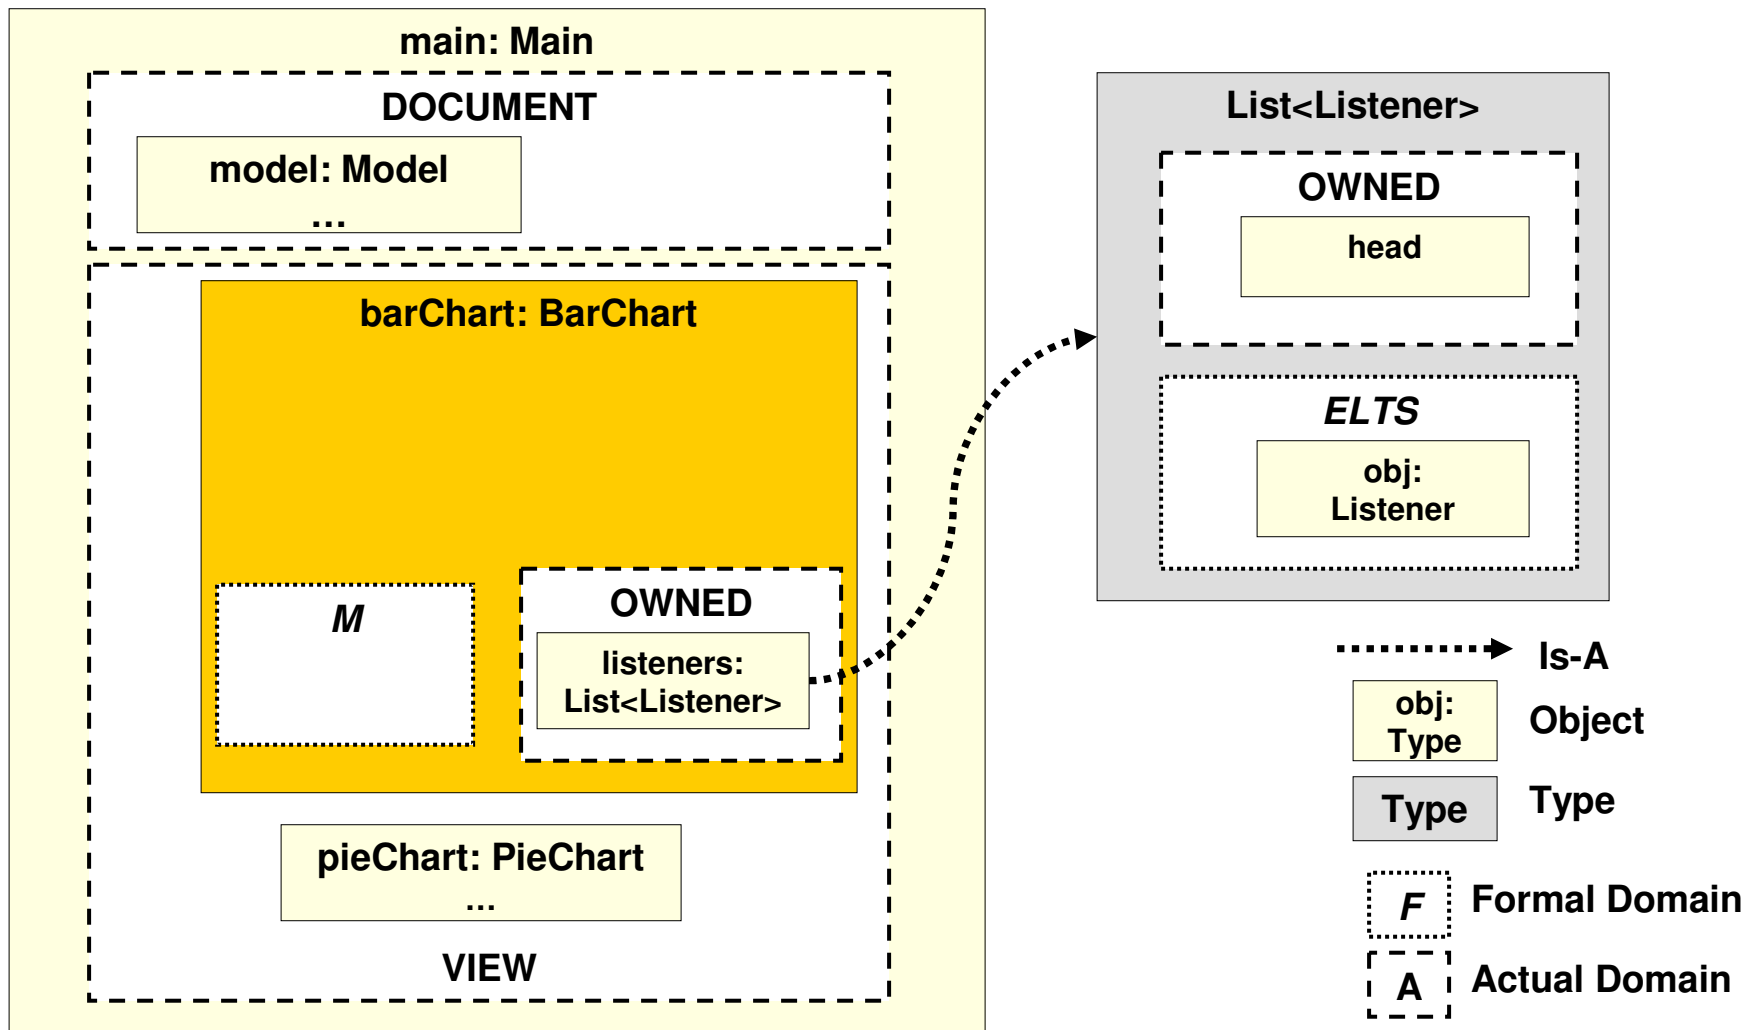 main: Main
DOCUMENT
model: Model
...
barChart: BarChart
M
OWNED
listeners:
List<Listener>
pieChart: PieChart
...
VIEW
List<Listener>
OWNED
head
ELTS
obj:
Listener
Is-A
obj:
Type
Object
Type
Type
F
Formal Domain
A
Actual Domain